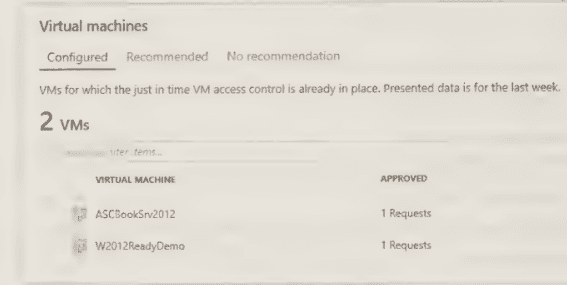 Virtual machines
Configured Recommended No recommendation
VMs for which the just in time VM access control is already in place. Presented data is for the last week.
2 VMs
items...
VIRTUAL MACHINE APPROVED
ASCBookSrv2012 1 Requests
W2012ReadyDemo 1 Requests